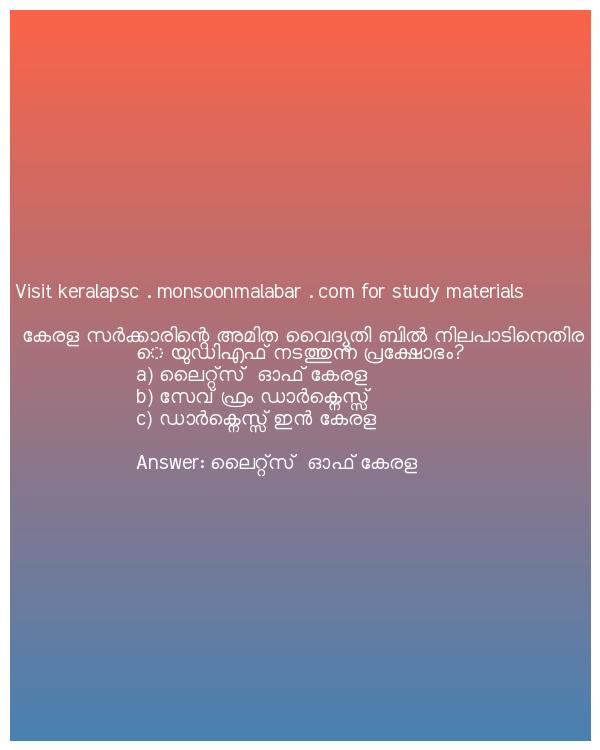 Visit keralapsc . monsoonmalabar . com for study materials
കേരള സർക്കാരിന്റെ അമിത വൈദ്യുതി ബിൽ നിലപാടിനെതിര
െ യുഡിഎഫ് നടത്തുന്ന പ്രക്ഷോഭം?
a) ലൈറ്റ്സ് ഓഫ് കേരള
b) സേവ് ഫ്രം ഡാർക്നെസ്സ്
c) ഡാർക്നെസ്സ് ഇൻ കേരള
Answer: ലൈറ്റ്സ് ഓഫ് കേരള